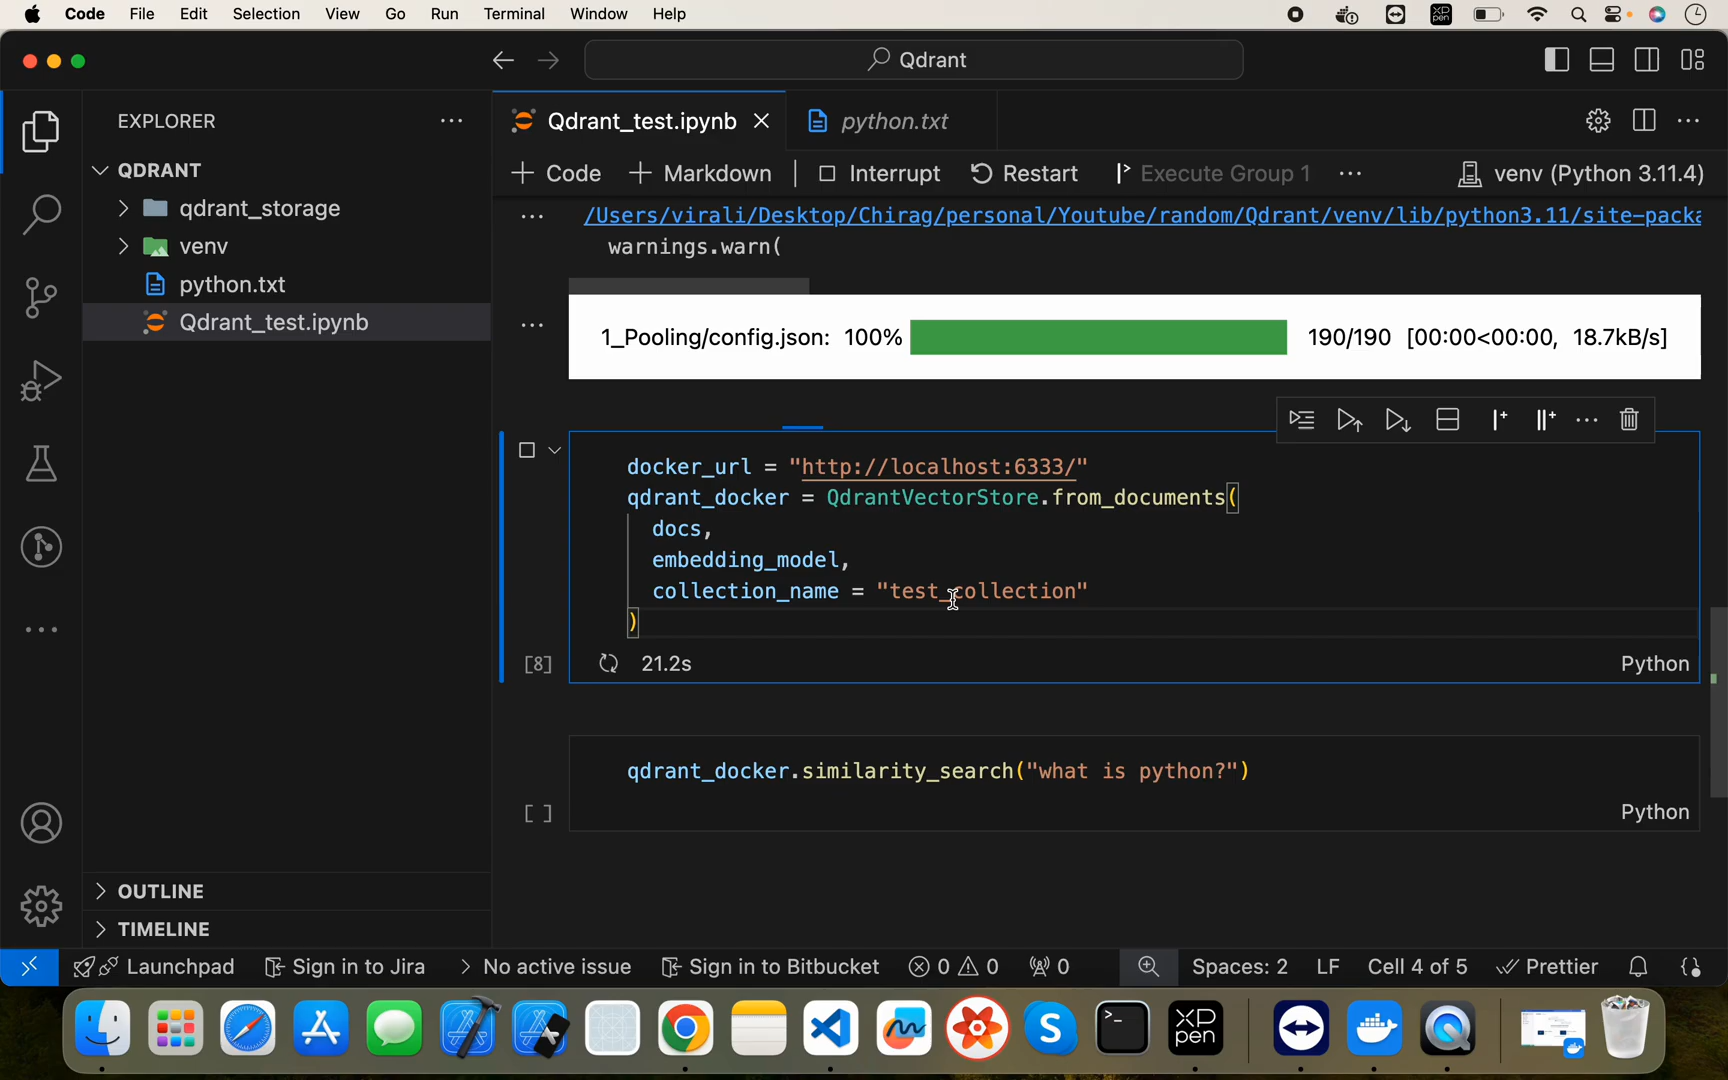 Code File Edit Selection View Go Run Terminal Window Help
Qdrant
EXPLORER
QDRANT
qdrant_storage
venv
python.txt
Qdrant_test.ipynb
OUTLINE
TIMELINE
Qdrant_test.ipynb
python.txt
Code Markdown Interrupt Restart Execute Group 1 venv (Python 3.11.4)
/Users/virali/Desktop/Chirag/personal/Youtube/random/Qdrant/venv/lib/python3.11/site-packa
warnings.warn(
1_Pooling/config.json: 100% 190/190 [00:00<00:00, 18.7kB/s]
docker_url = "http://localhost:6333/"
qdrant_docker = QdrantVectorStore.from_documents(
docs,
embedding_model,
collection_name = "test_collection"
)
[8] 21.2s Python
qdrant_docker.similarity_search("what is python?")
[ ] Python
Launchpad Sign in to Jira No active issue Sign in to Bitbucket 0 0 0 Spaces: 2 LF Cell 4 of 5 Prettier
XP PEN